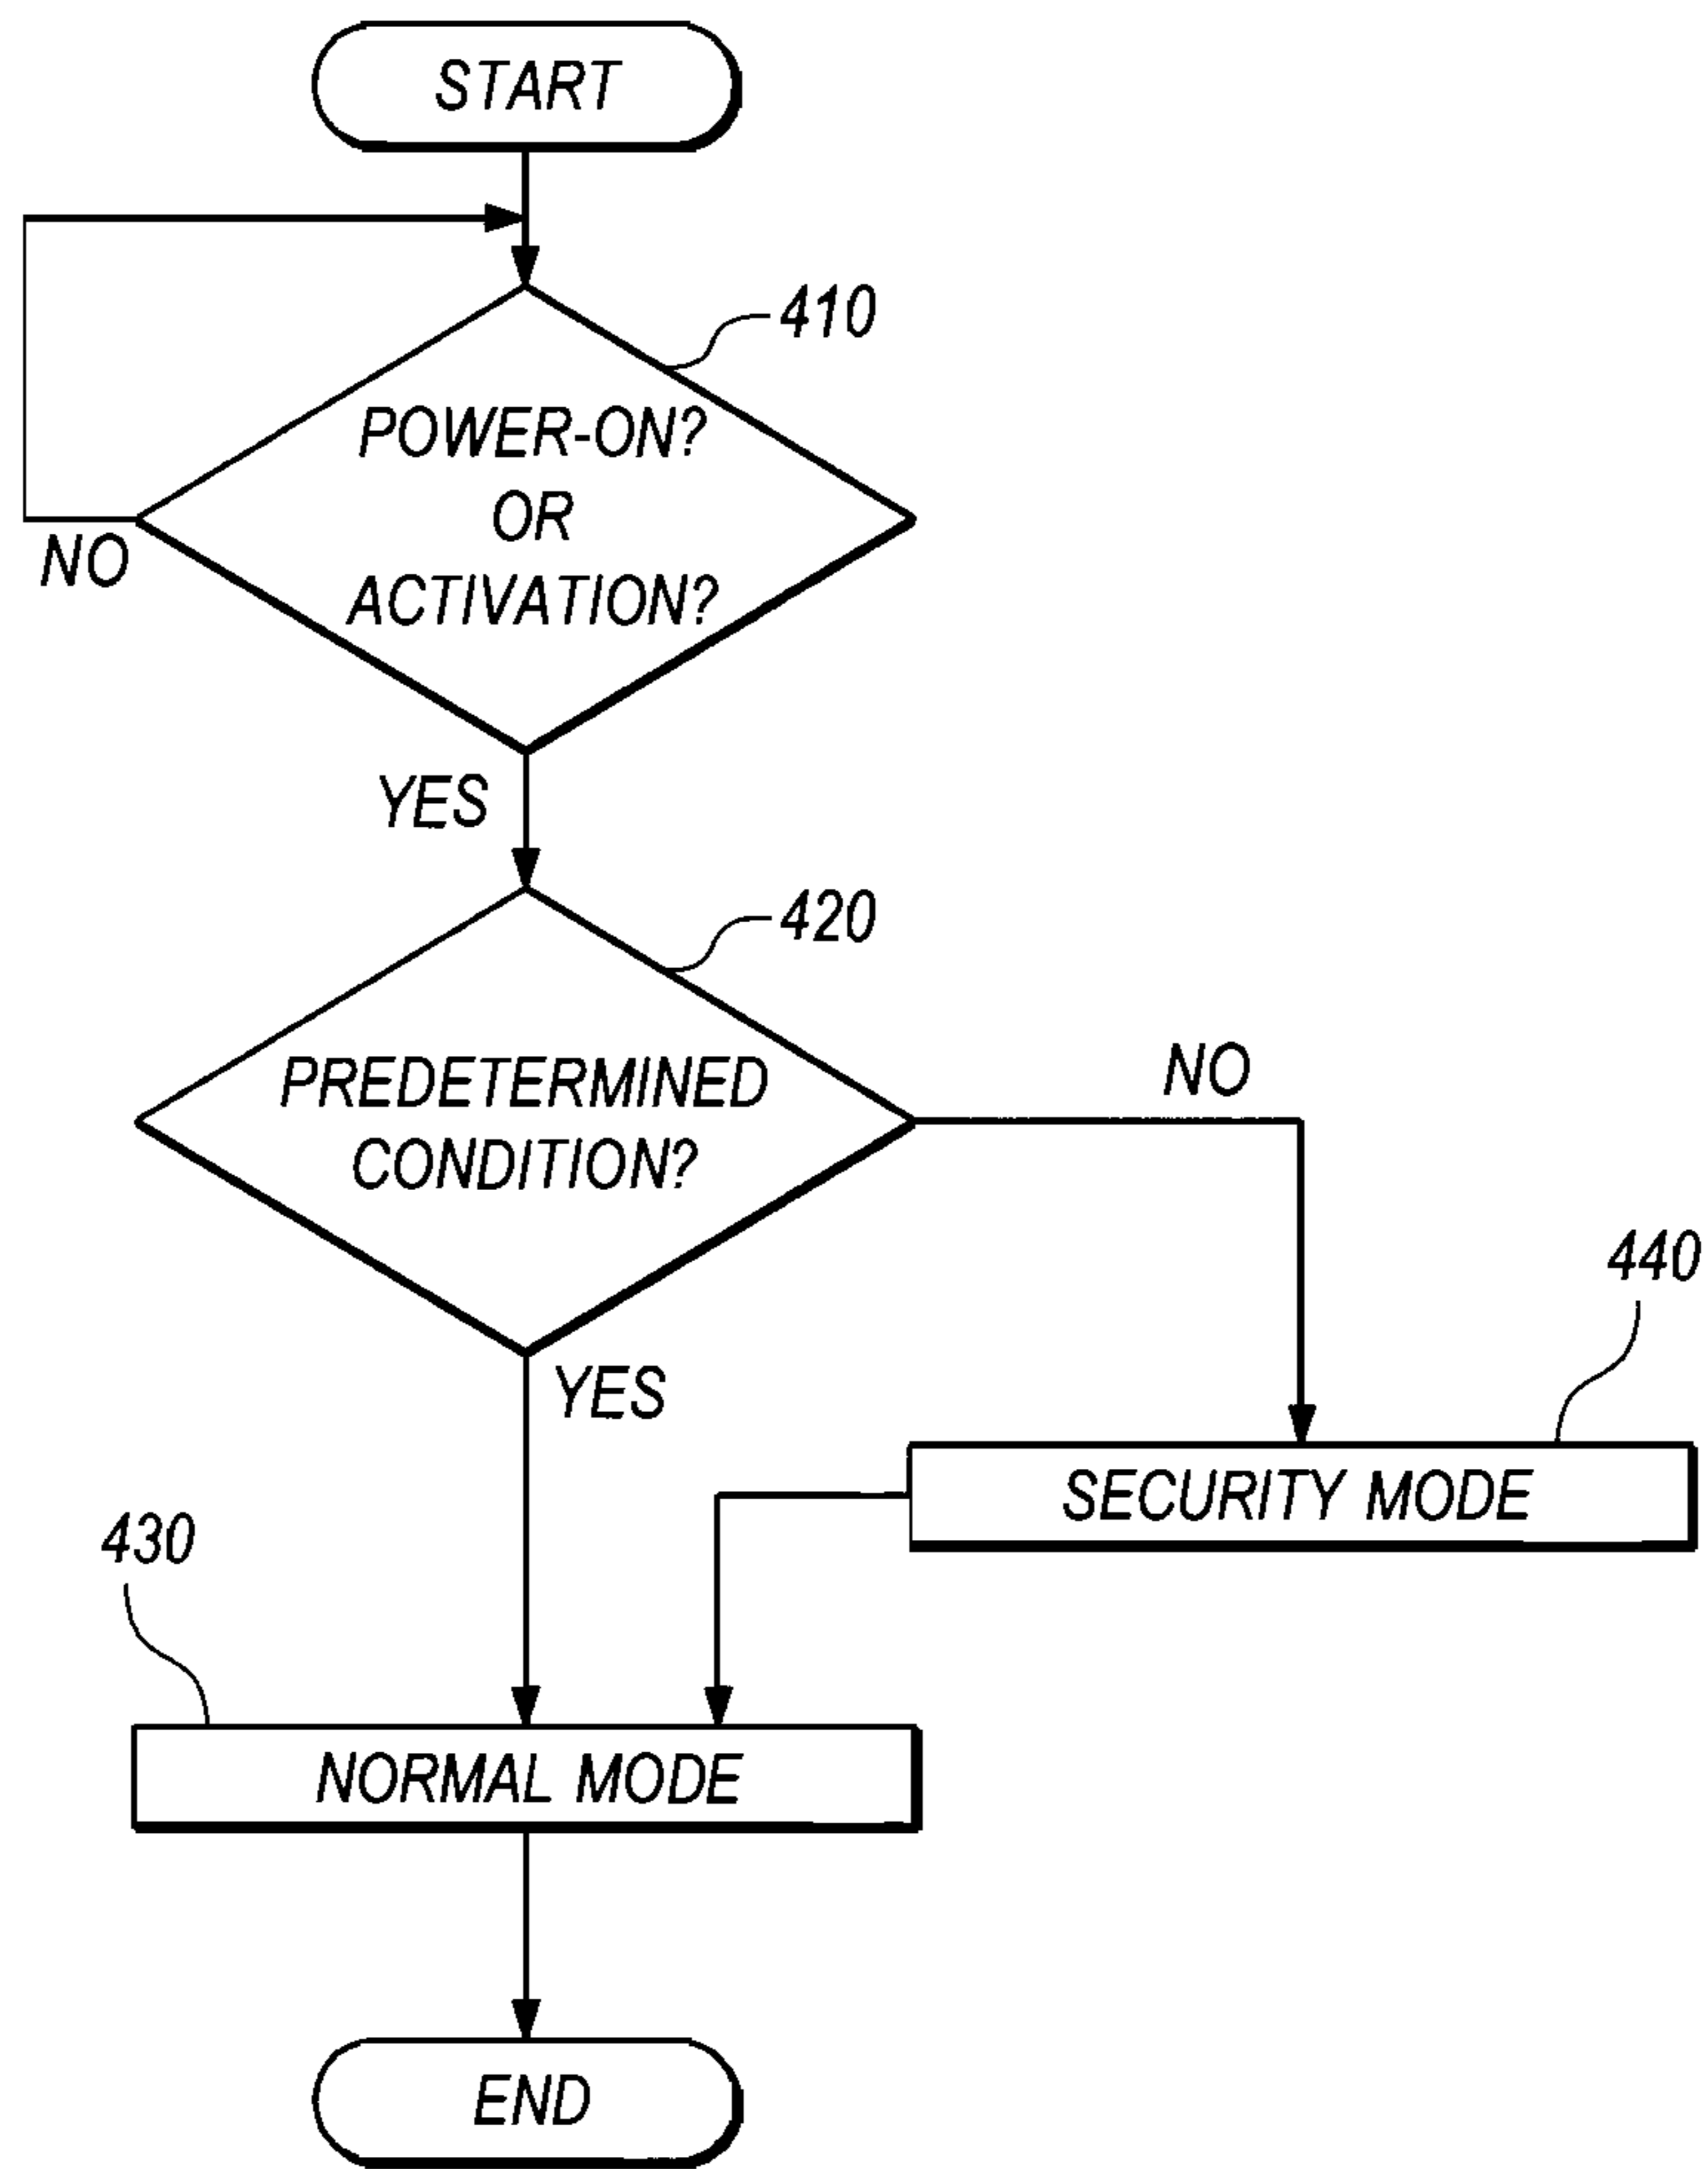 START
410
POWER-ON?
OR
ACTIVATION?
NO
YES
420
PREDETERMINED
CONDITION?
NO
YES
440
SECURITY MODE
430
NORMAL MODE
END